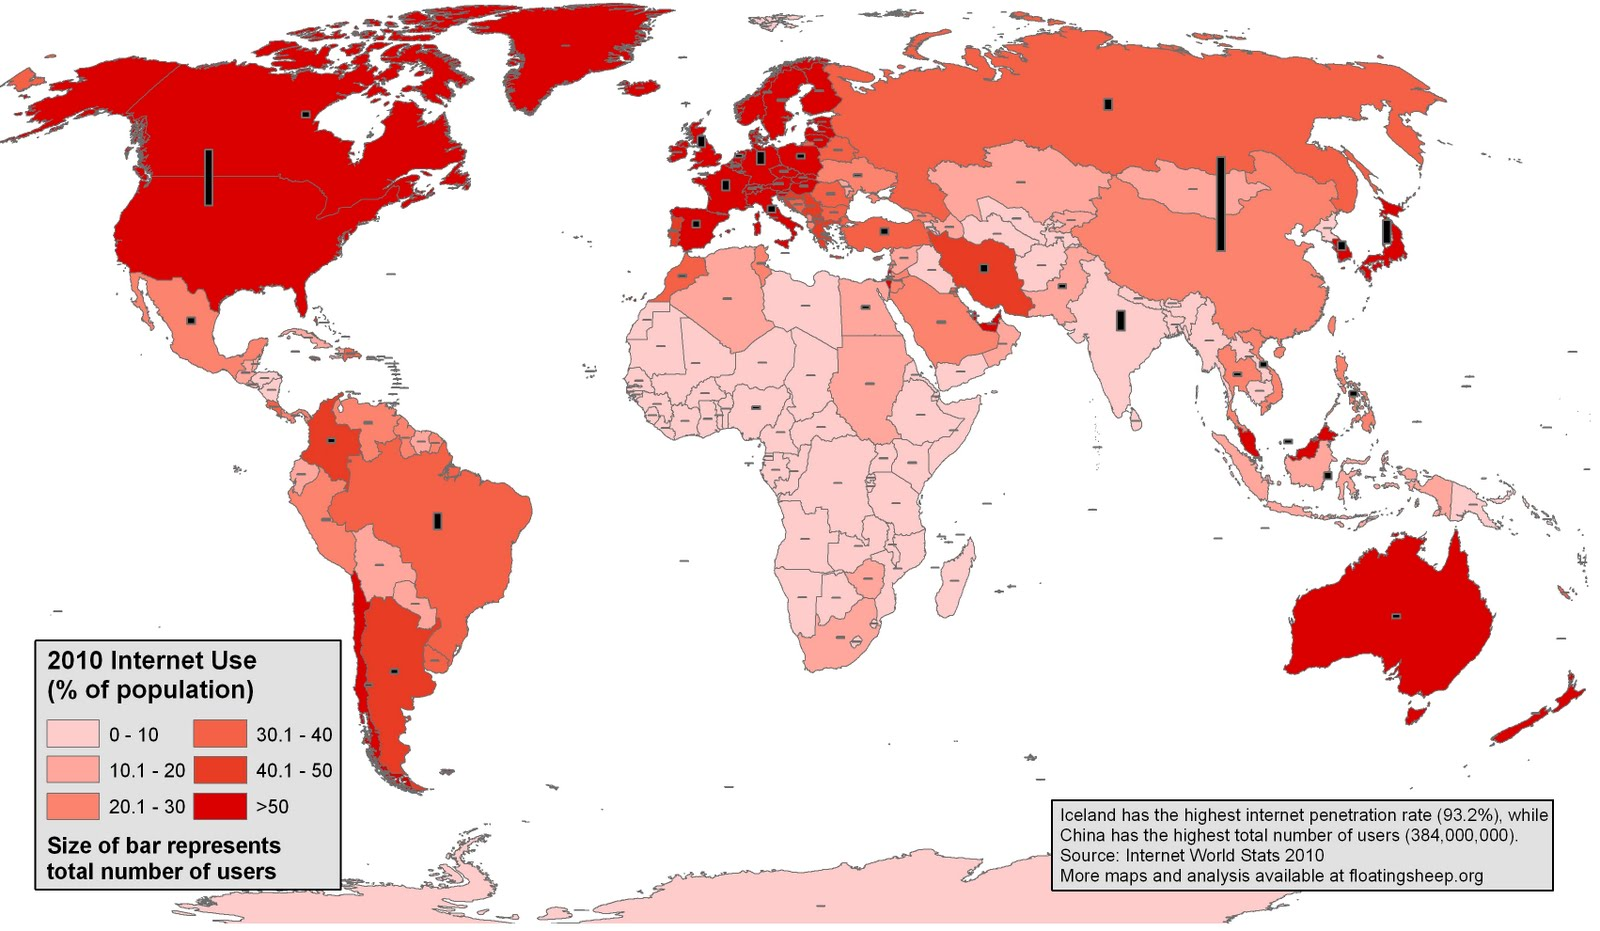 2010 Internet Use
(% of population)
0 - 10
10.1 - 20
20.1 - 30
30.1 - 40
40.1 - 50
>50
Size of bar represents
total number of users
Iceland has the highest internet penetration rate (93.2%), while
China has the highest total number of users (384,000,000).
Source: Internet World Stats 2010
More maps and analysis available at floatingsheep.org